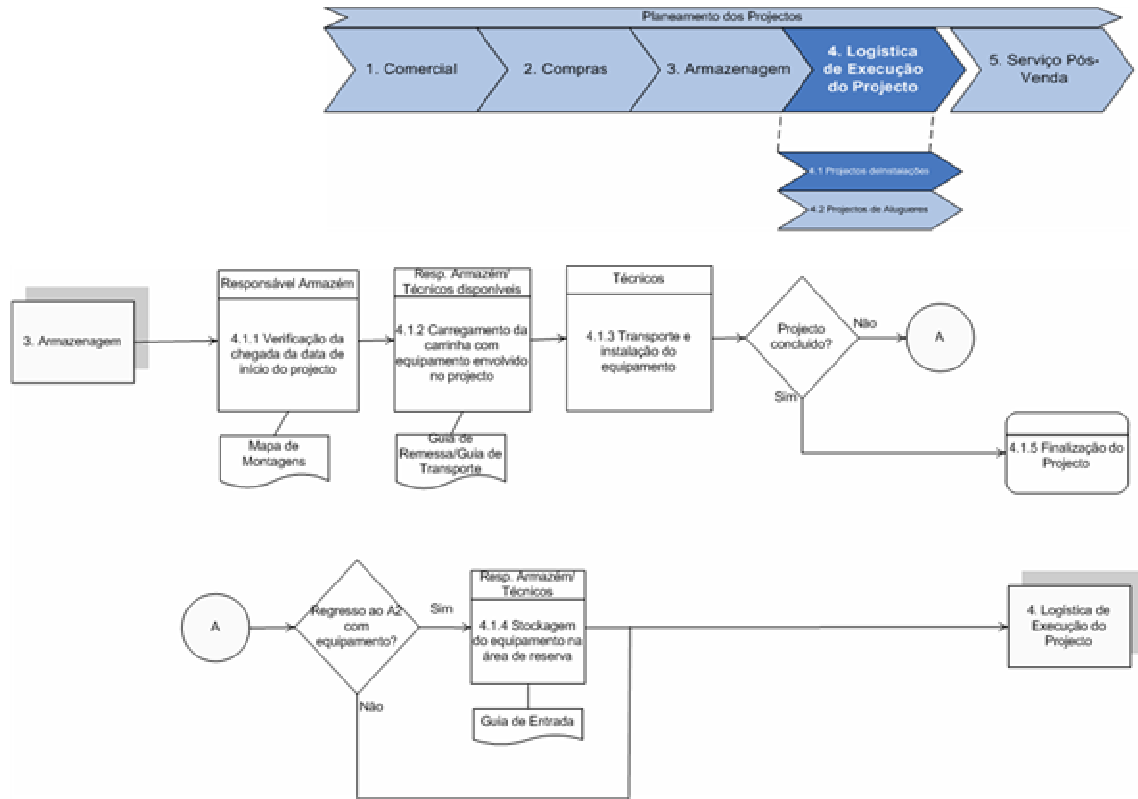 Planeamento dos Projectos
1. Comercial
2. Compras
3. Armazenagem
4. Logística
de Execução
do Projecto
5. Serviço Pós-
Venda
4.1 Projectos deInstalações
4.2 Projectos de Alugueres
3. Armazenagem
Responsável Armazém
4.1.1 Verificação da
chegada da data de
início do projecto
Mapa de
Montagens
Resp. Armazém/
Técnicos disponíveis
4.1.2 Carregamento da
carrinha com
equipamento envolvido
no projecto
Guia de
Remessa/Guia de
Transporte
Técnicos
4.1.3 Transporte e
instalação do
equipamento
Projecto
concluído?
Não
A
Sim
4.1.5 Finalização do
Projecto
A
Regresso ao A2
com
equipamento?
Sim
Não
Resp. Armazém/
Técnicos
4.1.4 Stockagem
do equipamento na
área de reserva
Guia de Entrada
4. Logística de
Execução do
Projecto